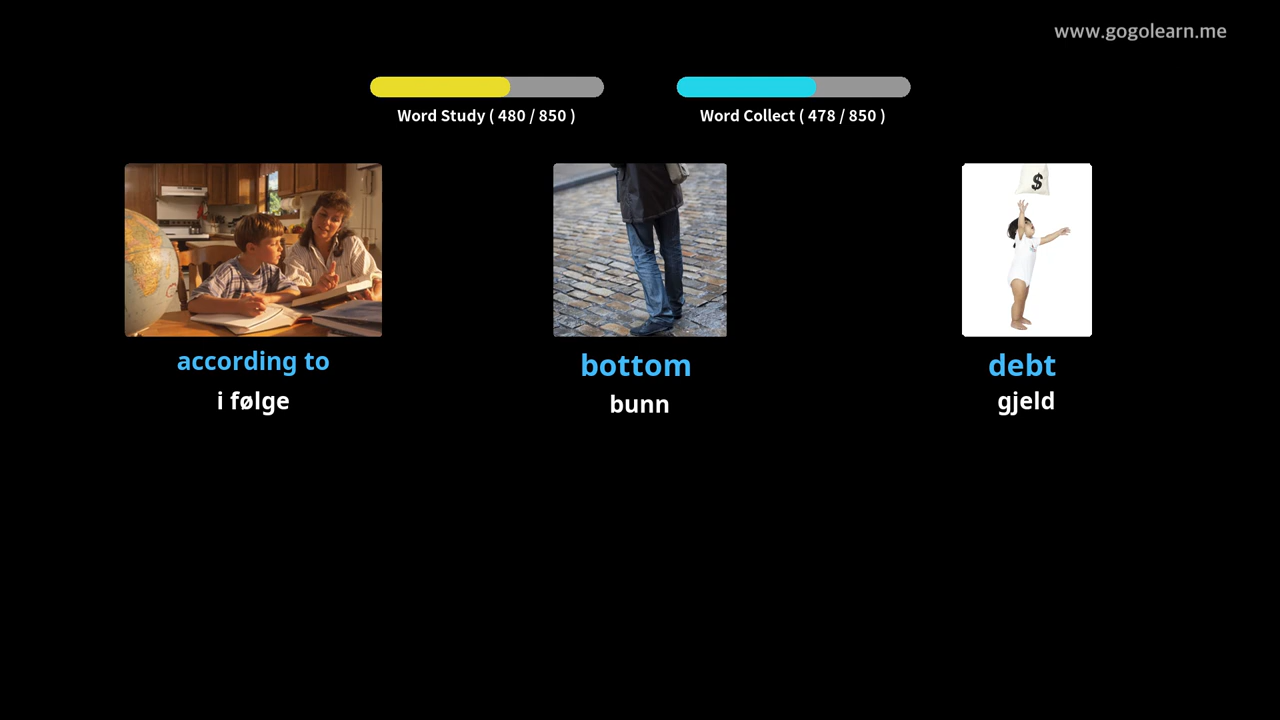 www.gogolearn.me
Word Study ( 480 / 850 )
Word Collect ( 478 / 850 )
$
according to
i følge
bottom
bunn
debt
gjeld